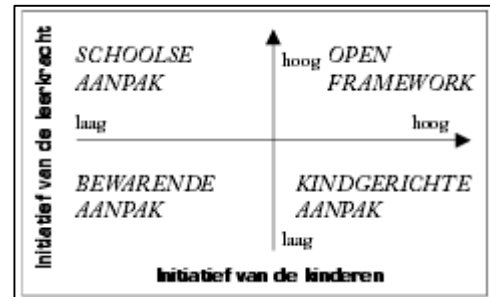 SCHOOLSE
AANPAK
hoog OPEN
FRAMEWORK
laag
hoog
BEWARENDE
AANPAK
KINDGERICHTE
AANPAK
laag
Initiatief van de leerkracht
Initiatief van de kinderen